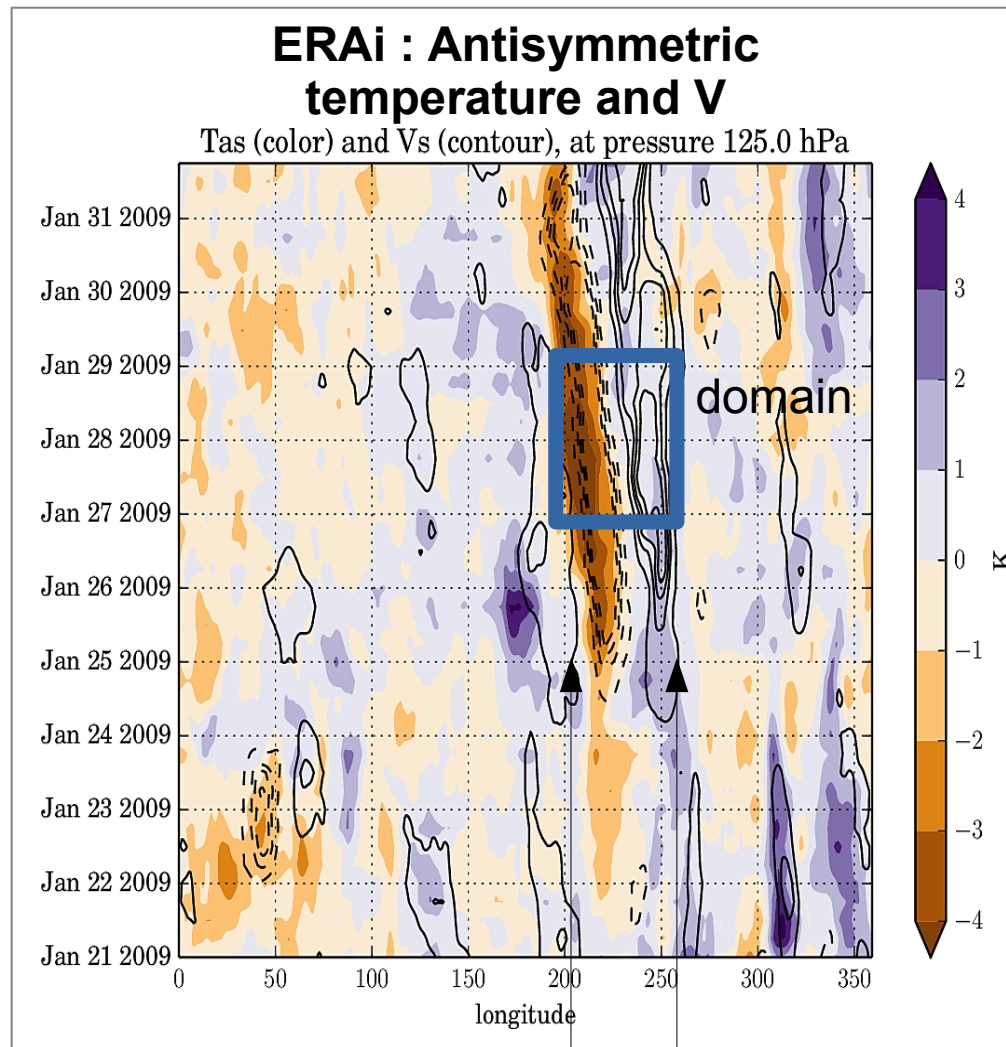 ERAi : Antisymmetric
temperature and V
Tas (color) and Vs (contour), at pressure 125.0 hPa
Jan 31 2009
Jan 30 2009
Jan 29 2009
Jan 28 2009
Jan 27 2009
Jan 26 2009
Jan 25 2009
Jan 24 2009
Jan 23 2009
Jan 22 2009
Jan 21 2009
domain
0 50 100 150 200 250 300 350
longitude
4
3
2
1
0
−1
−2
−3
−4
K